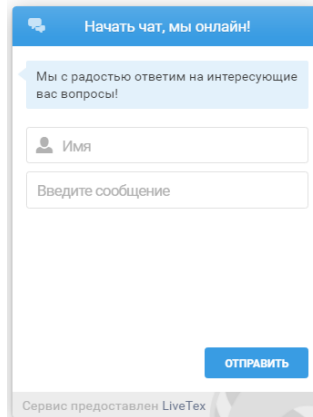 Начать чат, мы онлайн!
Мы с радостью ответим на интересующие
вас вопросы!
Имя
Введите сообщение
ОТПРАВИТЬ
Сервис предоставлен LiveTex